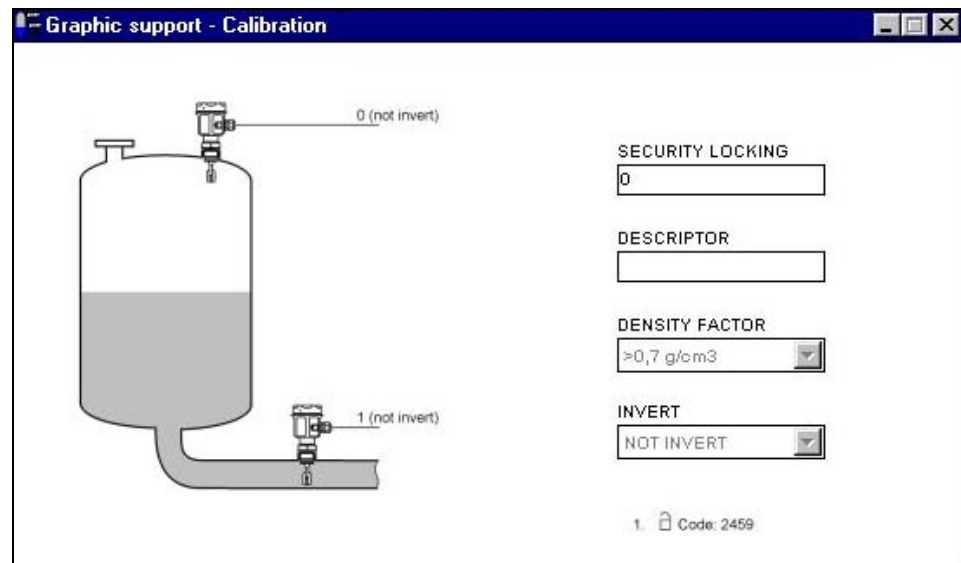 Graphic support - Calibration
0 (not invert)
SECURITY LOCKING
0
DESCRIPTOR
DENSITY FACTOR
>0,7 g/cm3
INVERT
1 (not invert)
NOT INVERT
1. Code: 2459